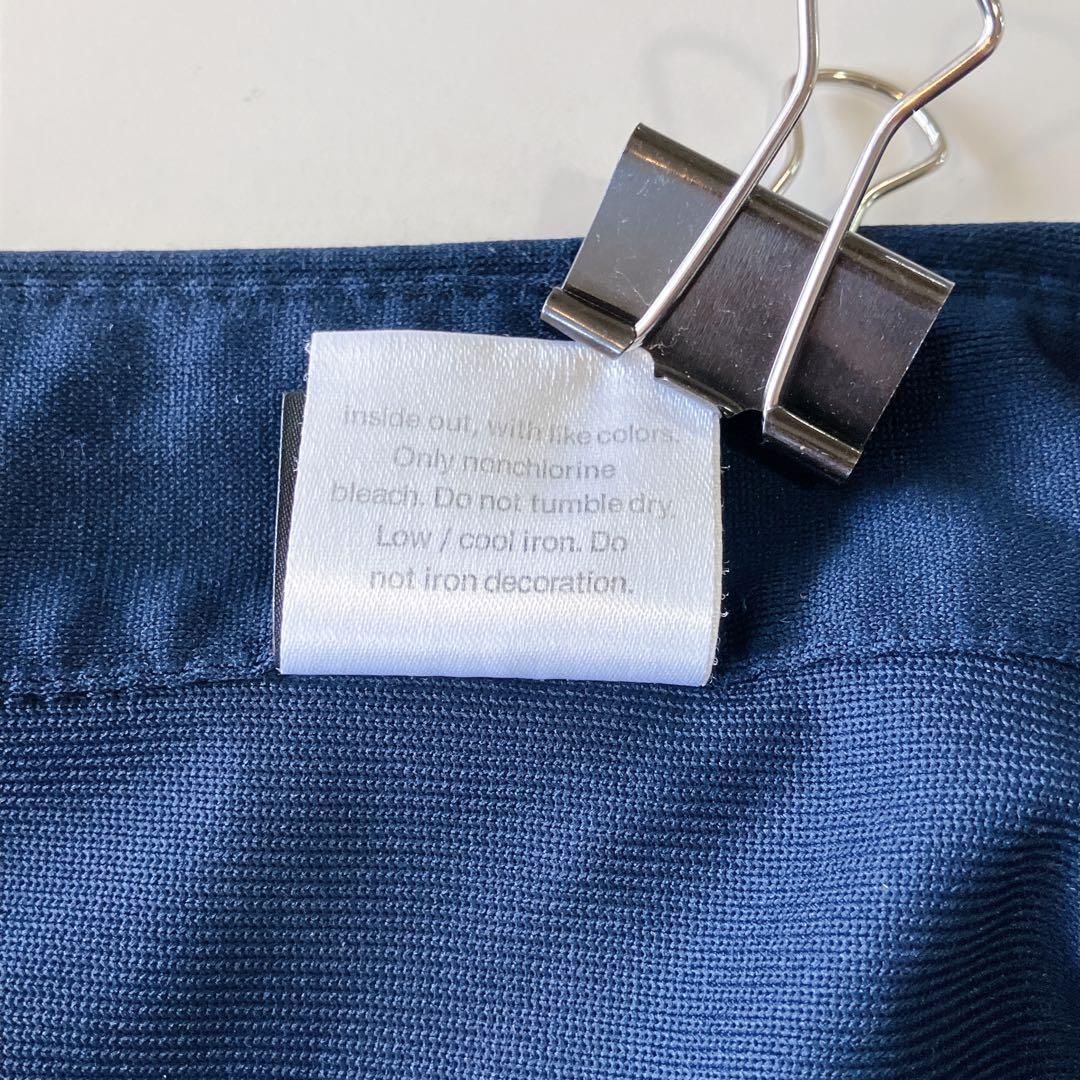 inside out, with like colors.
Only nonchlorine
bleach. Do not tumble dry.
Low / cool iron. Do
not iron decoration.